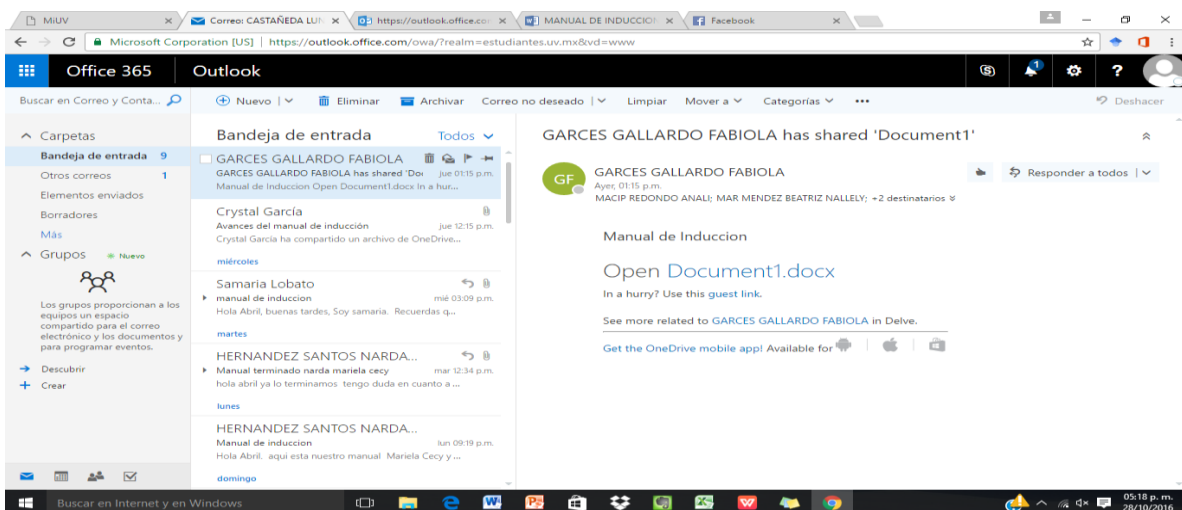 MiUV
Correo: CASTAÑEDA LUN
https://outlook.office.co
MANUAL DE INDUCCION
Facebook
Microsoft Corporation [US] | https://outlook.office.com/owa/?realm=estudiantes.uv.mx&vd=www
Office 365
Outlook
1
?
Buscar en Correo y Conta...
Nuevo
Eliminar
Archivar
Correo no deseado
Limpiar
Mover a
Categorías
...
Deshacer
Carpetas
Bandeja de entrada 9
Otros correos 1
Elementos enviados
Borradores
Más
Grupos
Nuevo
Los grupos proporcionan a los
equipos un espacio
compartido para el correo
electrónico y los documentos y
para programar eventos.
Descubrir
Crear
Bandeja de entrada
Todos
GARCES GALLARDO FABIOLA
GARCES GALLARDO FABIOLA has shared 'Do jue 01:15 p.m.
Manual de Induccion Open Document1.docx In a hur...
Crystal García
Avances del manual de inducción jue 12:15 p.m.
Crystal García ha compartido un archivo de OneDrive...
miércoles
Samaria Lobato
manual de induccion mié 03:09 p.m.
Hola Abril, buenas tardes, Soy samaria. Recuerdas q...
martes
HERNANDEZ SANTOS NARDA...
Manual terminado narda mariela cecy mar 12:34 p.m.
hola abril ya lo terminamos tengo duda en cuanto a ...
lunes
HERNANDEZ SANTOS NARDA...
Manual de induccion lun 09:19 p.m.
Hola Abril. aqui esta nuestro manual Mariela Cecy y ...
domingo
GARCES GALLARDO FABIOLA has shared 'Document1'
GF
GARCES GALLARDO FABIOLA
Ayer, 01:15 p.m.
MACIP REDONDO ANALI; MAR MENDEZ BEATRIZ NALLELY; +2 destinatarios
Responder a todos
Manual de Induccion
Open Document1.docx
In a hurry? Use this guest link.
See more related to GARCES GALLARDO FABIOLA in Delve.
Get the OneDrive mobile app! Available for
Buscar en Internet y en Windows
05:18 p. m.
28/10/2016